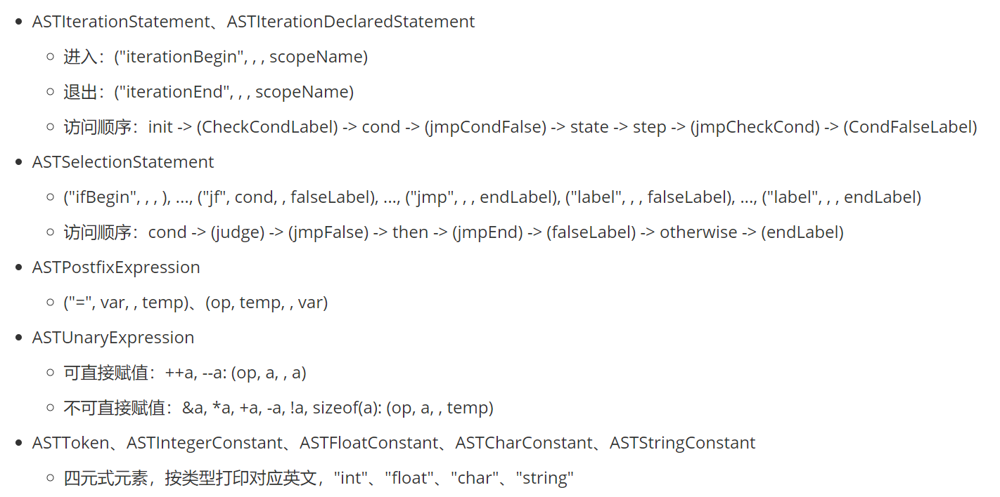 ASTIterationStatement、ASTIterationDeclaredStatement
进入：("iterationBegin", , , scopeName)
退出：("iterationEnd", , , scopeName)
访问顺序：init -> (CheckCondLabel) -> cond -> (jmpCondFalse) -> state -> step -> (jmpCheckCond) -> (CondFalseLabel)
ASTSelectionStatement
("ifBegin", , , ), ..., ("jf", cond, , falseLabel), ..., ("jmp", , , endLabel), ("label", , , falseLabel), ..., ("label", , , endLabel)
访问顺序：cond -> (judge) -> (jmpFalse) -> then -> (jmpEnd) -> (falseLabel) -> otherwise -> (endLabel)
ASTPostfixExpression
("=", var, , temp)、(op, temp, , var)
ASTUnaryExpression
可直接赋值：++a, --a: (op, a, , a)
不可直接赋值：&a, *a, +a, -a, !a, sizeof(a): (op, a, , temp)
ASTToken、ASTIntegerConstant、ASTFloatConstant、ASTCharConstant、ASTStringConstant
四元式元素，按类型打印对应英文，"int"、"float"、"char"、"string"